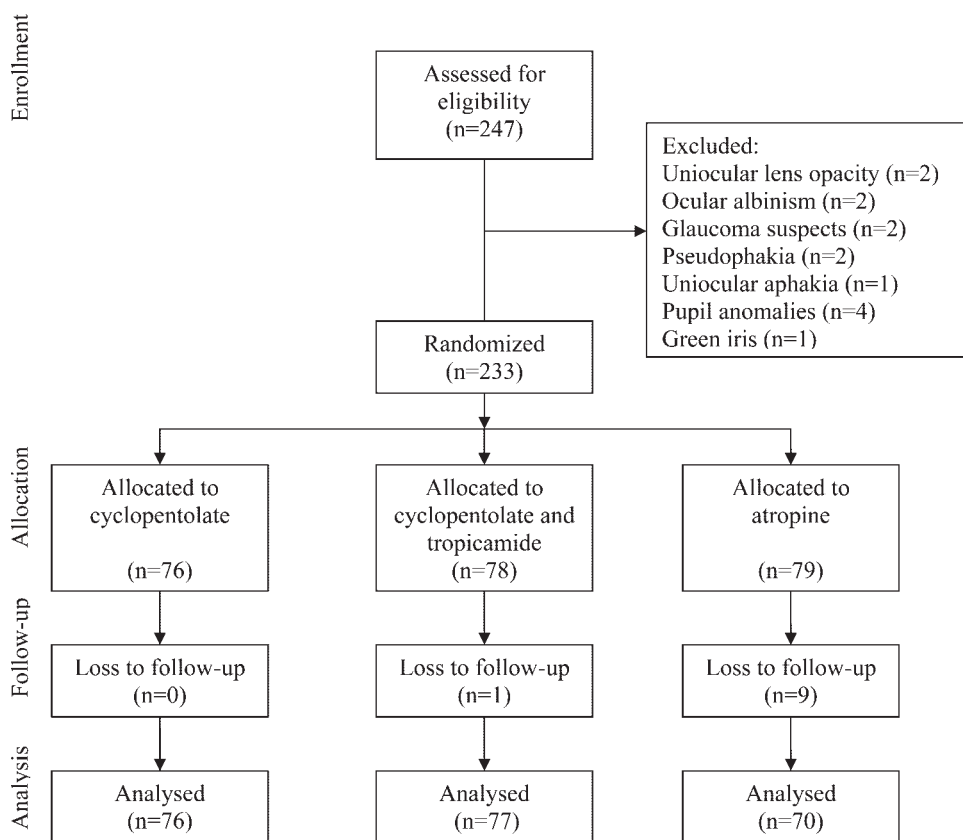 Enrollment
Assessed for
eligibility
(n=247)
Excluded:
Uniocular lens opacity (n=2)
Ocular albinism (n=2)
Glaucoma suspects (n=2)
Pseudophakia (n=2)
Uniocular aphakia (n=1)
Pupil anomalies (n=4)
Green iris (n=1)
Randomized
(n=233)
Allocation
Allocated to
cyclopentolate
(n=76)
Allocated to
cyclopentolate and
tropicamide
(n=78)
Allocated to
atropine
(n=79)
Follow-up
Loss to follow-up
(n=0)
Loss to follow-up
(n=1)
Loss to follow-up
(n=9)
Analysis
Analysed
(n=76)
Analysed
(n=77)
Analysed
(n=70)